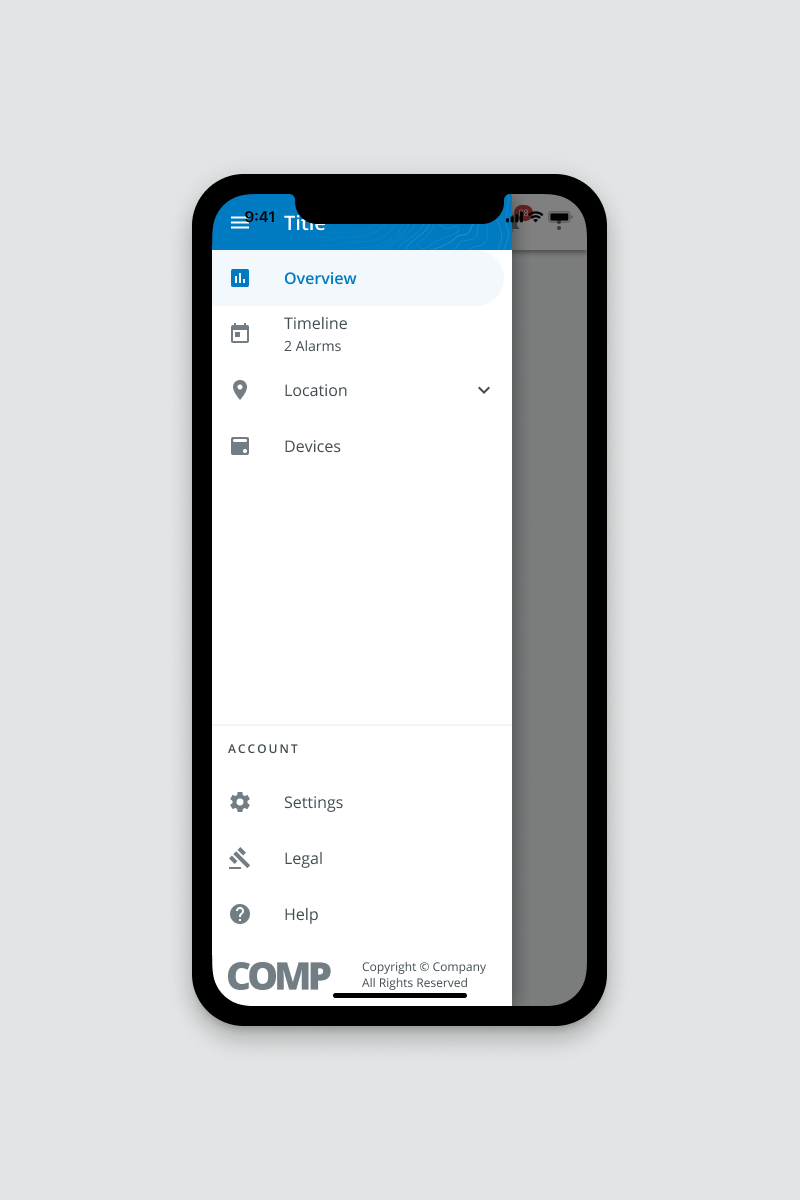 9:41
Title
Overview
Timeline
2 Alarms
Location
Devices
ACCOUNT
Settings
Legal
Help
COMP
Copyright © Company
All Rights Reserved